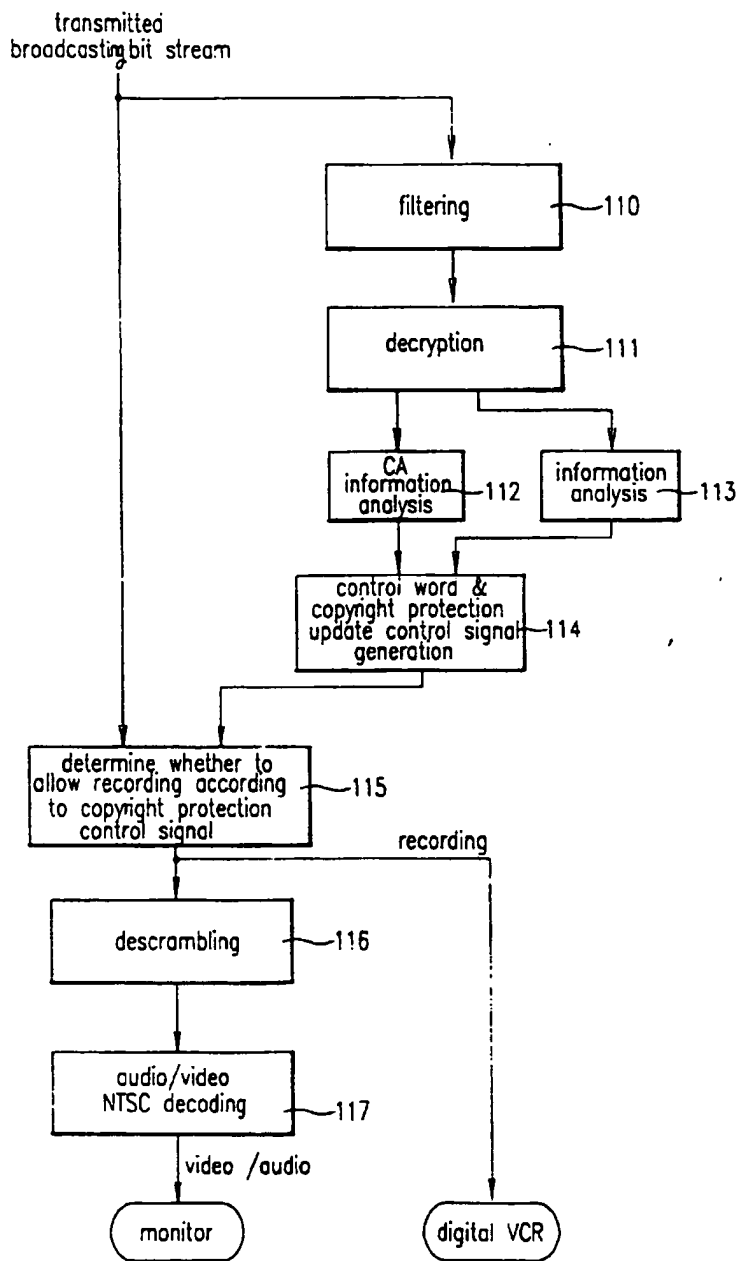 transmitted
broadcasting bit stream
filtering
110
decryption
111
CA
information
analysis
112
information
analysis
113
control word &
copyright protection
update control signal
generation
114
determine whether to
allow recording according
to copyright protection
control signal
115
recording
descrambling
116
audio/video
NTSC decoding
117
video /audio
monitor
digital VCR